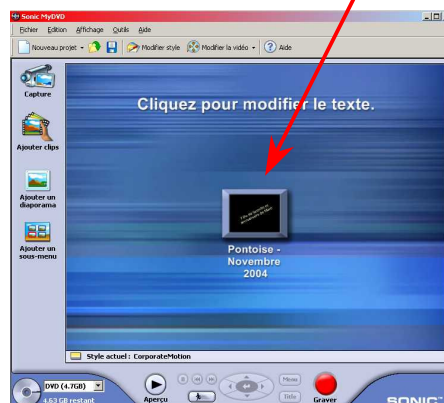 Sonic MyDVD
Fichier Edition Affichage Outils Aide
Nouveau projet Modifier style Modifier la vidéo Aide
Capture
Cliquez pour modifier le texte.
Ajouter clips
Ajouter un
diaporama
Ajouter un
sous-menu
Pontoise -
Novembre
2004
Style actuel : CorporateMotion
DVD (4.7GB)
4.63 GB restant
Aperçu
Menu
Title
Graver
SONIC